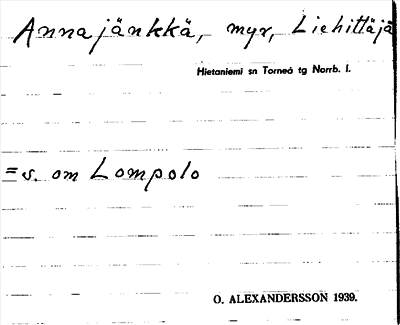 Annajänkkä, myr, Liehittäjä
Hietaniemi sn Torneå tg Norrb. l.
= s. om Lompolo
O. ALEXANDERSSON 1939.